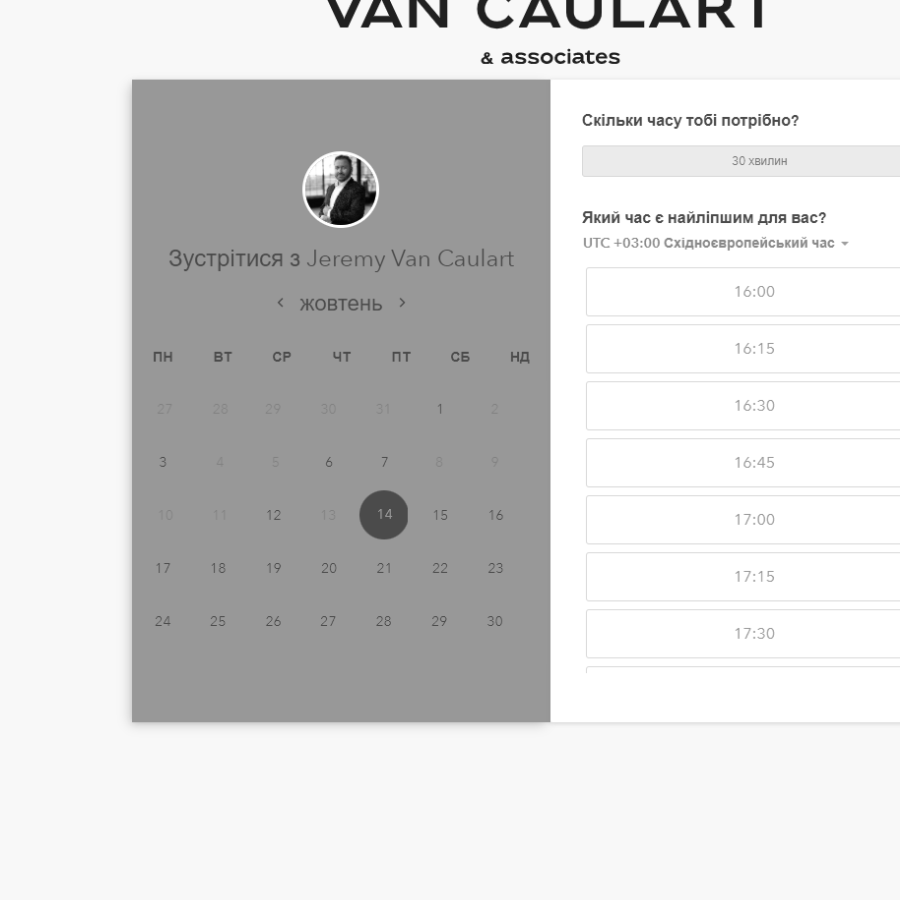 VAN CAULART
& associates
Зустрітися з Jeremy Van Caulart
жовтень
ПН ВТ СР ЧТ ПТ СБ НД
27 28 29 30 31 1 2
3 4 5 6 7 8 9
10 11 12 13 14 15 16
17 18 19 20 21 22 23
24 25 26 27 28 29 30
Скільки часу тобі потрібно?
30 хвилин
Який час є найліпшим для вас?
UTC +03:00 Східноєвропейський час
16:00
16:15
16:30
16:45
17:00
17:15
17:30